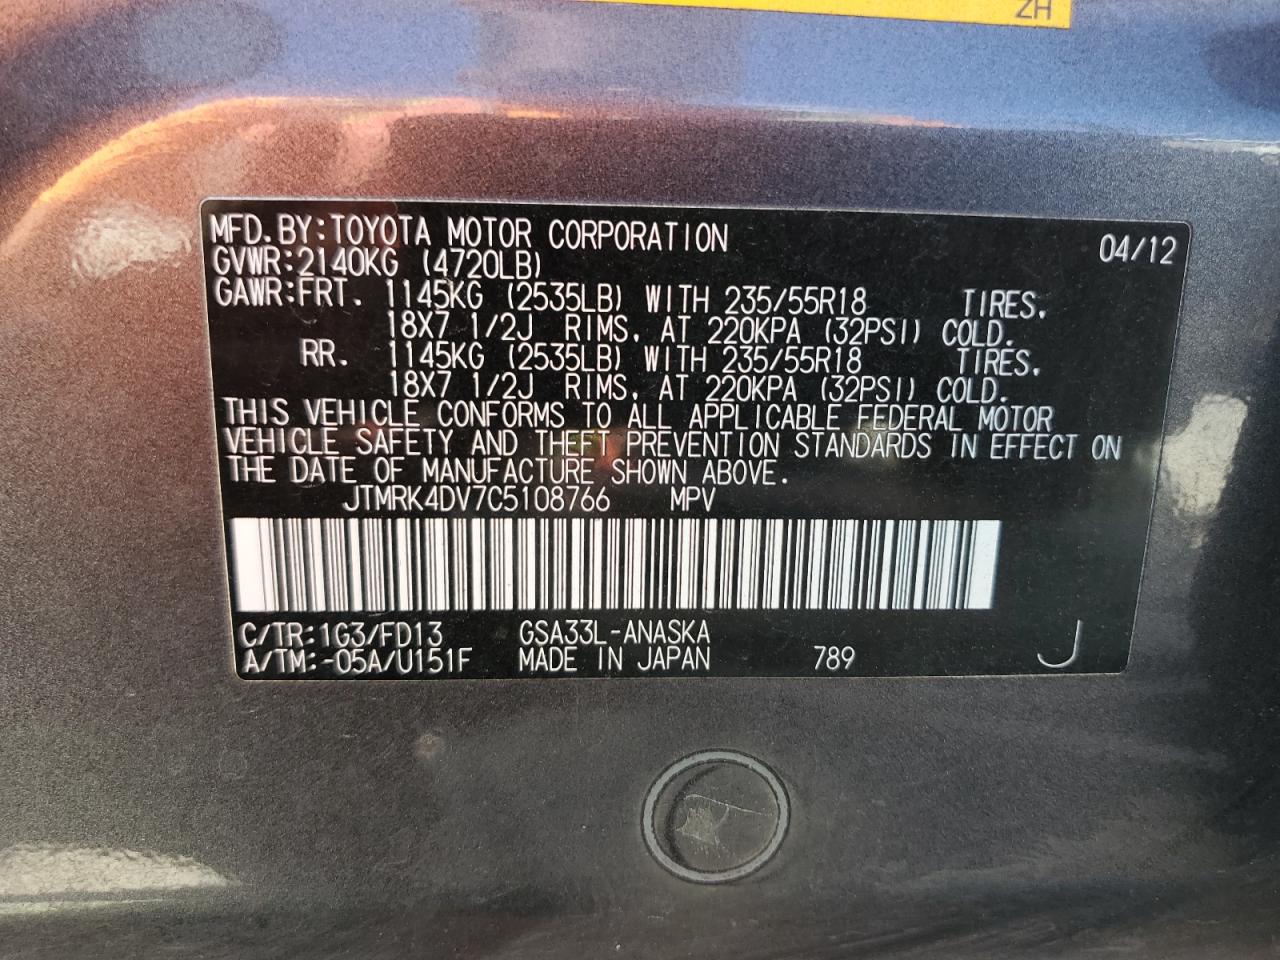 ZH
MFD.BY:TOYOTA MOTOR CORPORATION 04/12
GVWR:2140KG (4720LB)
GAWR:FRT. 1145KG (2535LB) WITH 235/55R18 TIRES,
18X7 1/2J RIMS, AT 220KPA (32PSI) COLD.
RR. 1145KG (2535LB) WITH 235/55R18 TIRES,
18X7 1/2J RIMS, AT 220KPA (32PSI) COLD.
THIS VEHICLE CONFORMS TO ALL APPLICABLE FEDERAL MOTOR
VEHICLE SAFETY AND THEFT PREVENTION STANDARDS IN EFFECT ON
THE DATE OF MANUFACTURE SHOWN ABOVE.
JTMRK4DV7C5108766 MPV
C/TR:1G3/FD13 GSA33L-ANASKA
A/TM:-05A/U151F MADE IN JAPAN 789 J